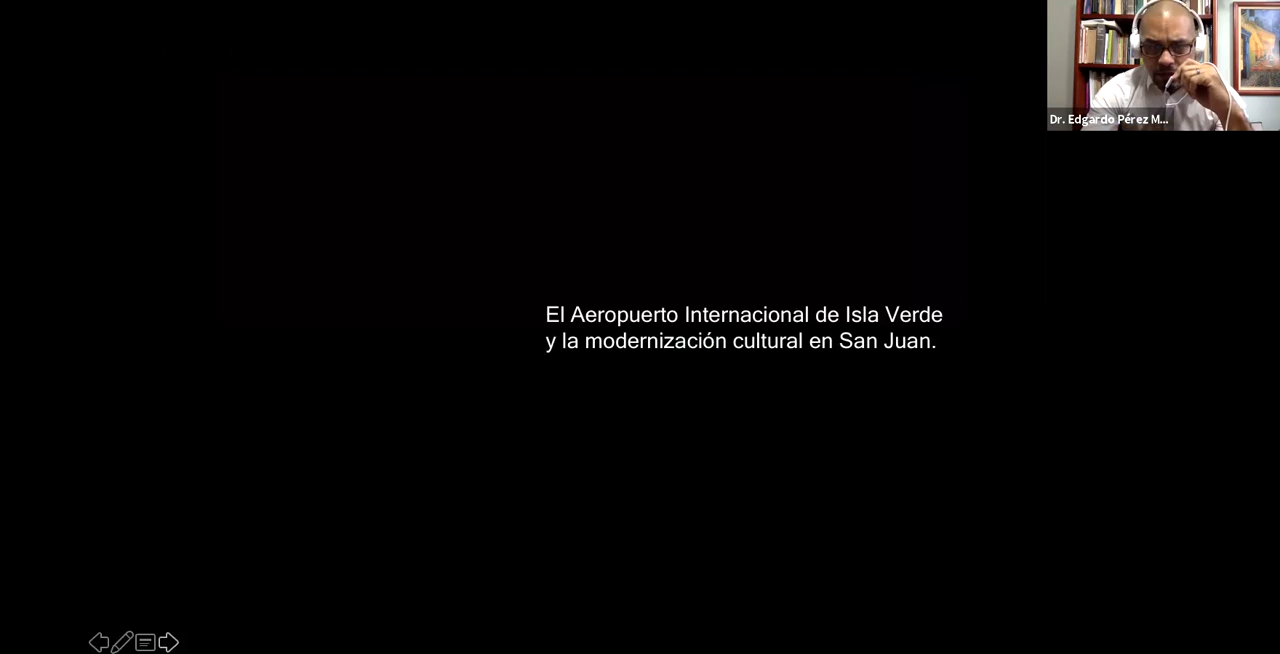 Dr. Edgardo Pérez M...
El Aeropuerto Internacional de Isla Verde
y la modernización cultural en San Juan.